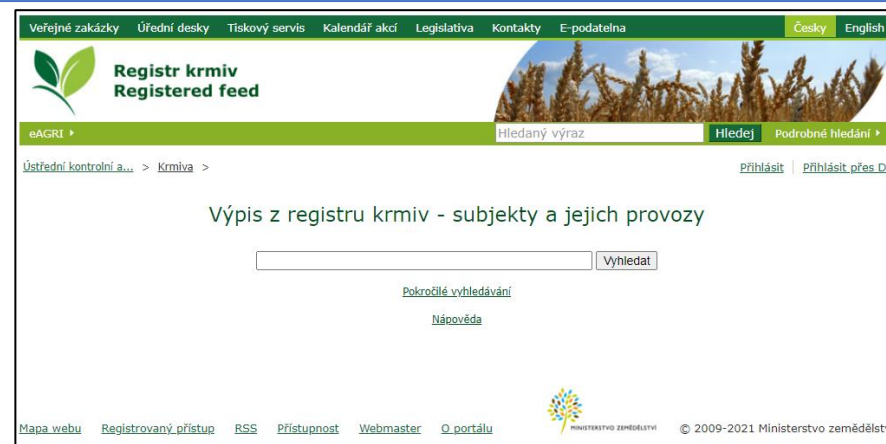 Veřejné zakázky Úřední desky Tiskový servis Kalendář akcí Legislativa Kontakty E-podatelna Česky English
Registr krmiv
Registered feed
eAGRI Hledaný výraz Hledej Podrobné hledání
Ústřední kontrolní a... > Krmiva > Přihlásit Přihlásit přes D
Výpis z registru krmiv - subjekty a jejich provozy
Vyhledat
Pokročilé vyhledávání
Nápověda
MINISTERSTVO ZEMĚDĚLSTVÍ
Mapa webu Registrovaný přístup RSS Přístupnost Webmaster O portálu © 2009-2021 Ministerstvo zemědělst